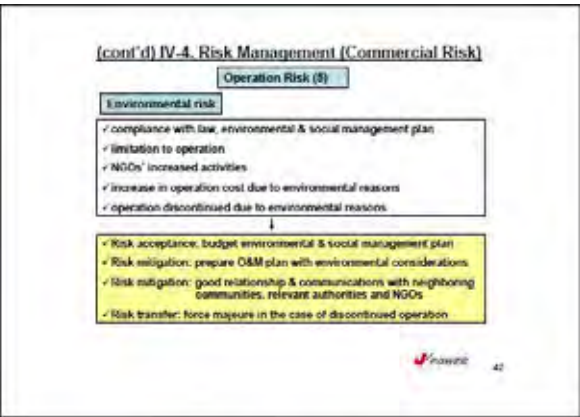 (cont'd) IV-4. Risk Management (Commercial Risk)
Operation Risk (5)
Environmental risk
✓compliance with law, environmental & social management plan
✓limitation to operation
✓NGOs' increased activities
✓increase in operation cost due to environmental reasons
✓operation discontinued due to environmental reasons
✓Risk acceptance: budget environmental & social management plan
✓Risk mitigation: prepare O&M plan with environmental considerations
✓Risk mitigation: good relationship & communications with neighboring
communities, relevant authorities and NGOs
✓Risk transfer: force majeure in the case of discontinued operation